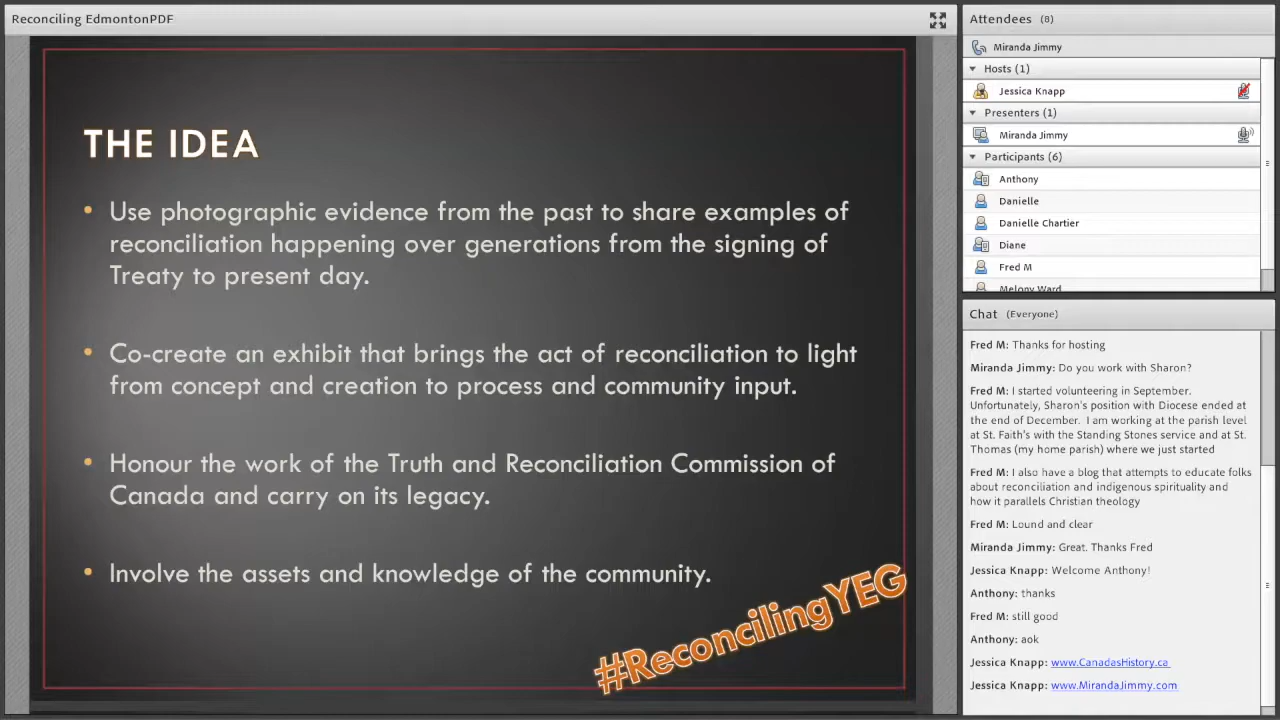 Reconciling EdmontonPDF
THE IDEA
• Use photographic evidence from the past to share examples of
reconciliation happening over generations from the signing of
Treaty to present day.
• Co-create an exhibit that brings the act of reconciliation to light
from concept and creation to process and community input.
• Honour the work of the Truth and Reconciliation Commission of
Canada and carry on its legacy.
• Involve the assets and knowledge of the community.
#ReconcilingYEG
Attendees (8)
Miranda Jimmy
Hosts (1)
Jessica Knapp
Presenters (1)
Miranda Jimmy
Participants (6)
Anthony
Danielle
Danielle Chartier
Diane
Fred M
Melony Ward
Chat (Everyone)
Fred M: Thanks for hosting
Miranda Jimmy: Do you work with Sharon?
Fred M: I started volunteering in September.
Unfortunately, Sharon's position with Diocese ended at
the end of December. I am working at the parish level
at St. Faith's with the Standing Stones service and at St.
Thomas (my home parish) where we just started
Fred M: I also have a blog that attempts to educate folks
about reconciliation and indigenous spirituality and
how it parallels Christian theology
Fred M: Lound and clear
Miranda Jimmy: Great. Thanks Fred
Jessica Knapp: Welcome Anthony!
Anthony: thanks
Fred M: still good
Anthony: aok
Jessica Knapp: www.CanadasHistory.ca
Jessica Knapp: www.MirandaJimmy.com